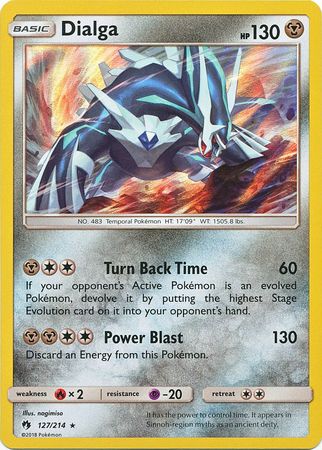 BASIC Dialga HP 130
NO. 483 Temporal Pokémon HT: 17'09" WT: 1505.8 lbs.
Turn Back Time 60
If your opponent's Active Pokémon is an evolved
Pokémon, devolve it by putting the highest Stage
Evolution card on it into your opponent's hand.
Power Blast 130
Discard an Energy from this Pokémon.
weakness × 2 resistance -20 retreat
Illus. nagimiso
127/214
©2018 Pokémon
It has the power to control time. It appears in
Sinnoh-region myths as an ancient deity.